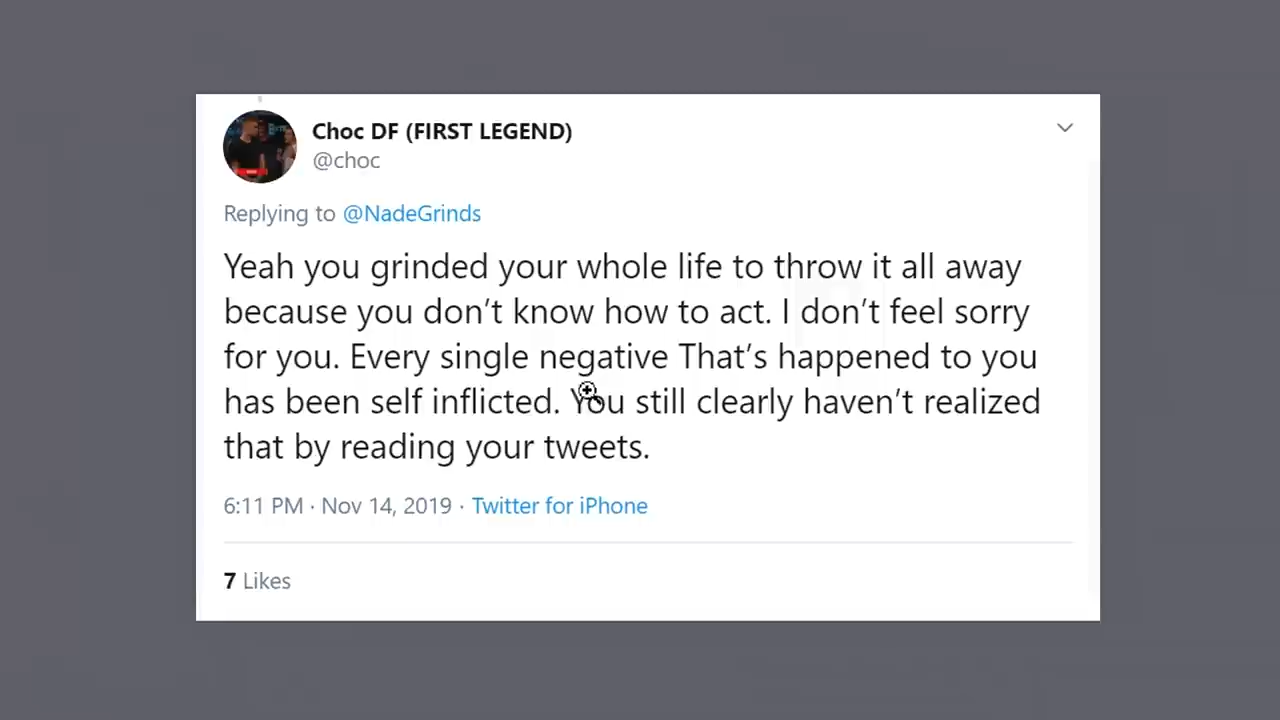 Choc DF (FIRST LEGEND)
@choc
Replying to @NadeGrinds
Yeah you grinded your whole life to throw it all away
because you don’t know how to act. I don’t feel sorry
for you. Every single negative That’s happened to you
has been self inflicted. You still clearly haven’t realized
that by reading your tweets.
6:11 PM · Nov 14, 2019 · Twitter for iPhone
7 Likes